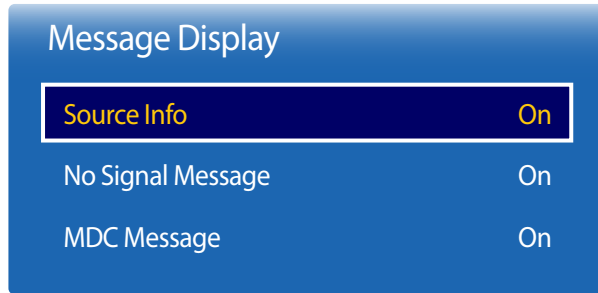 Message Display
Source Info On
No Signal Message On
MDC Message On